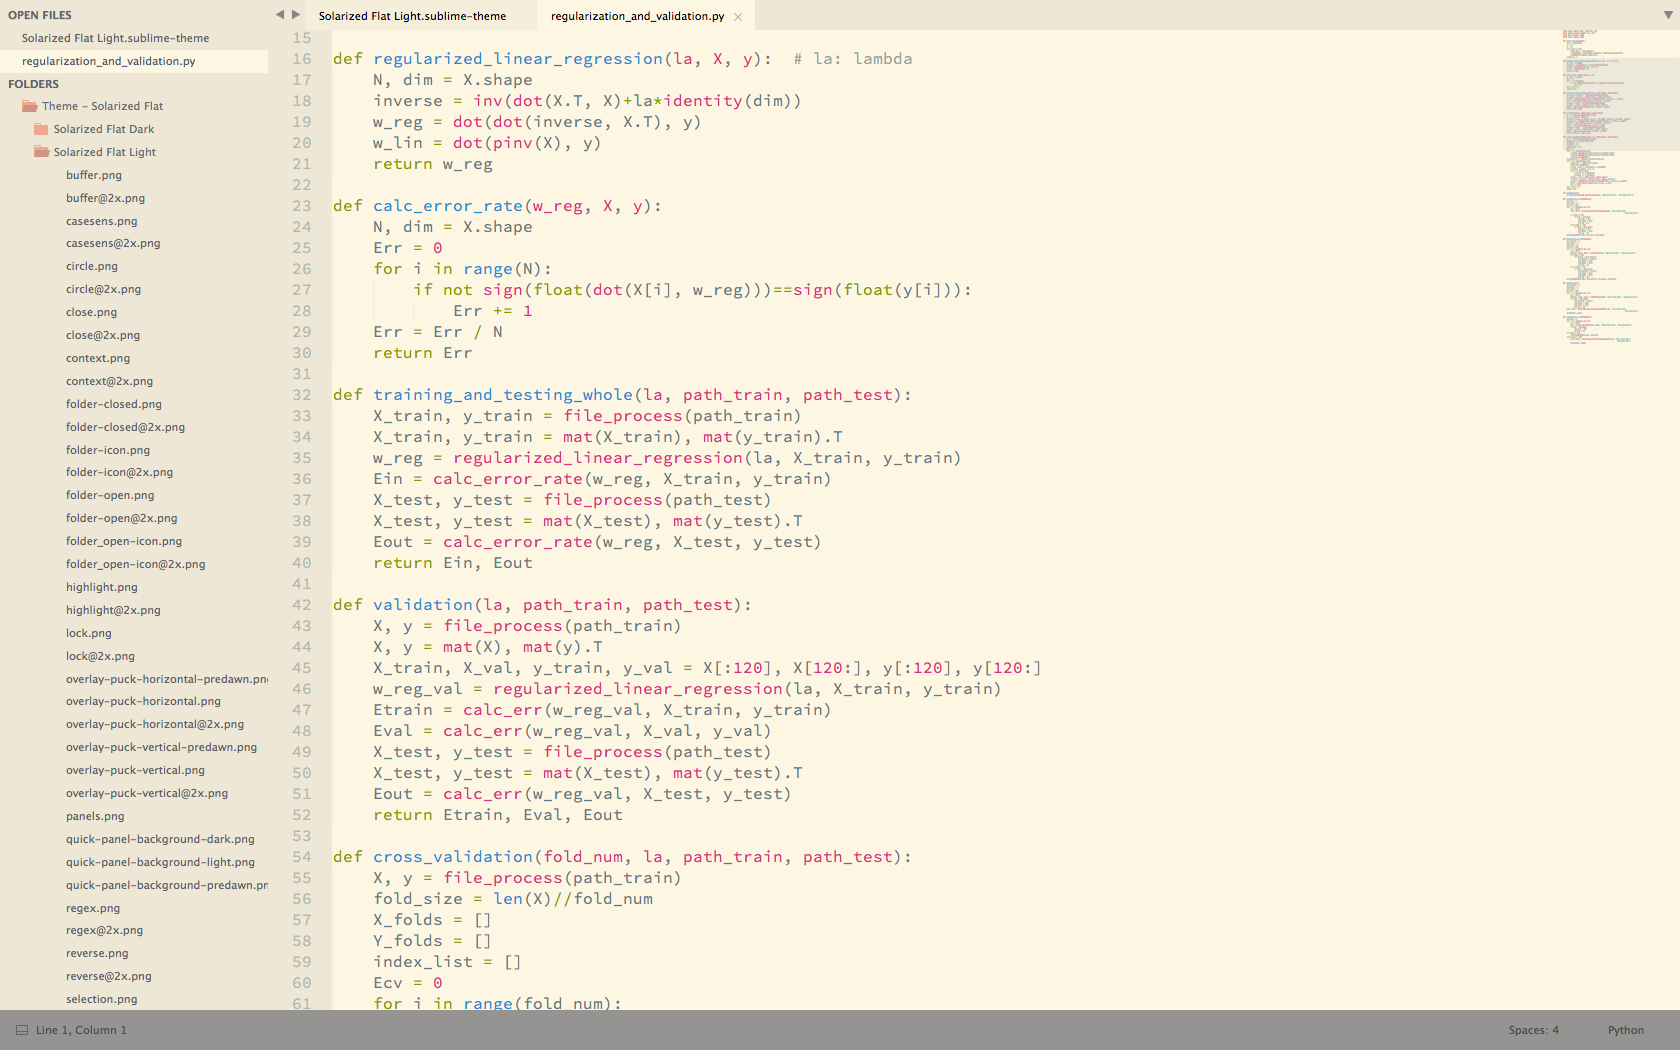 OPEN FILES
Solarized Flat Light.sublime-theme
regularization_and_validation.py
FOLDERS
Theme - Solarized Flat
Solarized Flat Dark
Solarized Flat Light
buffer.png
buffer@2x.png
casesens.png
casesens@2x.png
circle.png
circle@2x.png
close.png
close@2x.png
context.png
context@2x.png
folder-closed.png
folder-closed@2x.png
folder-icon.png
folder-icon@2x.png
folder-open.png
folder-open@2x.png
folder_open-icon.png
folder_open-icon@2x.png
highlight.png
highlight@2x.png
lock.png
lock@2x.png
overlay-puck-horizontal-predawn.pn
overlay-puck-horizontal.png
overlay-puck-horizontal@2x.png
overlay-puck-vertical-predawn.png
overlay-puck-vertical.png
overlay-puck-vertical@2x.png
panels.png
quick-panel-background-dark.png
quick-panel-background-light.png
quick-panel-background-predawn.pn
regex.png
regex@2x.png
reverse.png
reverse@2x.png
selection.png
Solarized Flat Light.sublime-theme
regularization_and_validation.py
15
16 def regularized_linear_regression(la, X, y):  # la: lambda
17     N, dim = X.shape
18     inverse = inv(dot(X.T, X)+la*identity(dim))
19     w_reg = dot(dot(inverse, X.T), y)
20     w_lin = dot(pinv(X), y)
21     return w_reg
22
23 def calc_error_rate(w_reg, X, y):
24     N, dim = X.shape
25     Err = 0
26     for i in range(N):
27         if not sign(float(dot(X[i], w_reg)))==sign(float(y[i])):
28             Err += 1
29     Err = Err / N
30     return Err
31
32 def training_and_testing_whole(la, path_train, path_test):
33     X_train, y_train = file_process(path_train)
34     X_train, y_train = mat(X_train), mat(y_train).T
35     w_reg = regularized_linear_regression(la, X_train, y_train)
36     Ein = calc_error_rate(w_reg, X_train, y_train)
37     X_test, y_test = file_process(path_test)
38     X_test, y_test = mat(X_test), mat(y_test).T
39     Eout = calc_error_rate(w_reg, X_test, y_test)
40     return Ein, Eout
41
42 def validation(la, path_train, path_test):
43     X, y = file_process(path_train)
44     X, y = mat(X), mat(y).T
45     X_train, X_val, y_train, y_val = X[:120], X[120:], y[:120], y[120:]
46     w_reg_val = regularized_linear_regression(la, X_train, y_train)
47     Etrain = calc_err(w_reg_val, X_train, y_train)
48     Eval = calc_err(w_reg_val, X_val, y_val)
49     X_test, y_test = file_process(path_test)
50     X_test, y_test = mat(X_test), mat(y_test).T
51     Eout = calc_err(w_reg_val, X_test, y_test)
52     return Etrain, Eval, Eout
53
54 def cross_validation(fold_num, la, path_train, path_test):
55     X, y = file_process(path_train)
56     fold_size = len(X)//fold_num
57     X_folds = []
58     Y_folds = []
59     index_list = []
60     Ecv = 0
61     for i in range(fold_num):
Line 1, Column 1
Spaces: 4
Python